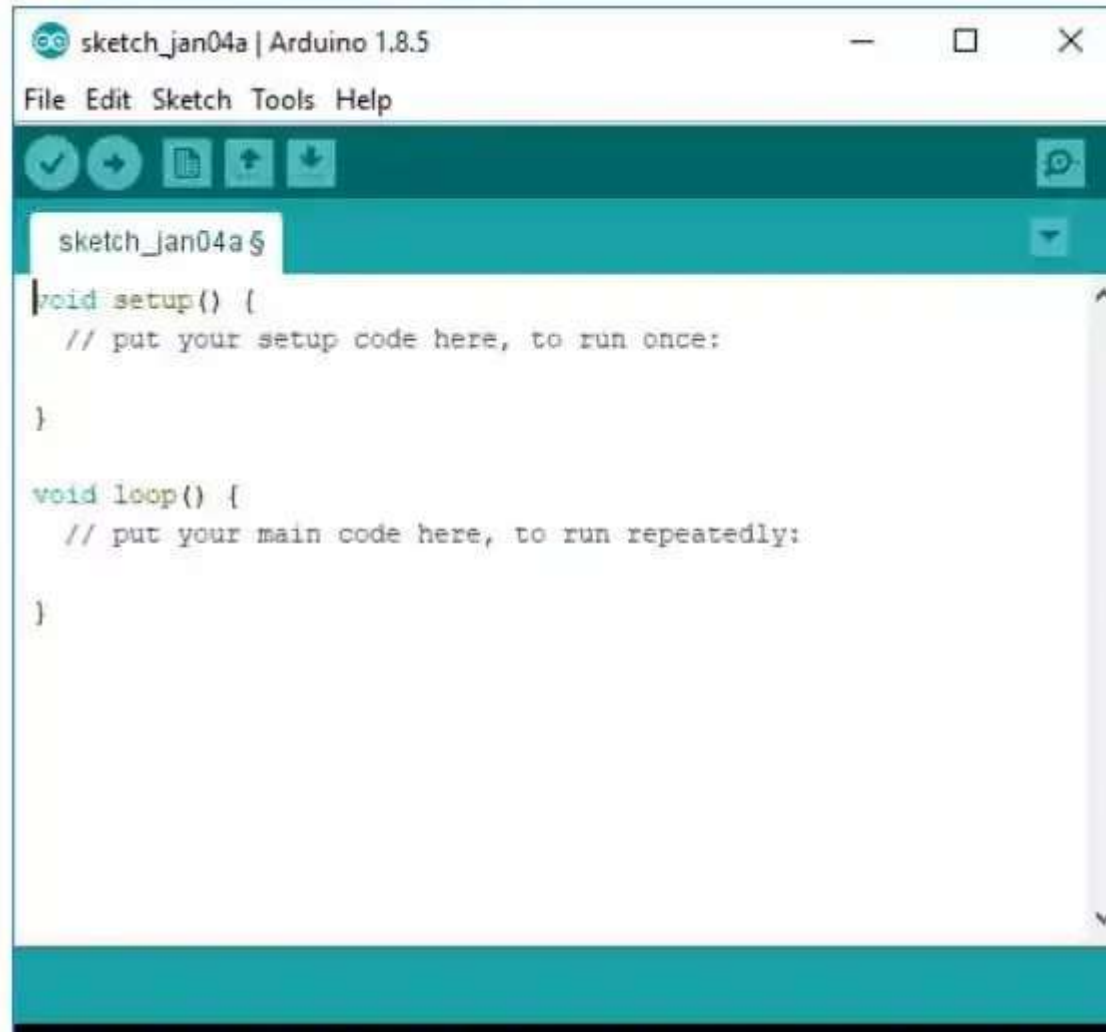 sketch_jan04a | Arduino 1.8.5
File Edit Sketch Tools Help
sketch_jan04a §
void setup() {
  // put your setup code here, to run once:

}

void loop() {
  // put your main code here, to run repeatedly:

}